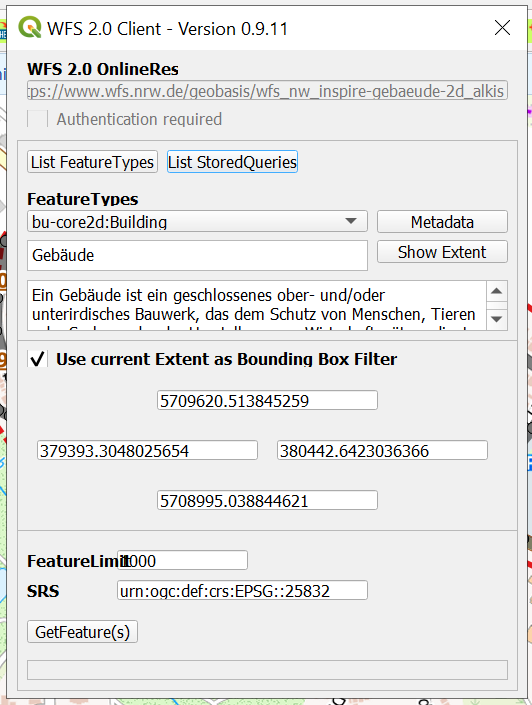 WFS 2.0 Client - Version 0.9.11
WFS 2.0 OnlineRes
tps://www.wfs.nrw.de/geobasis/wfs_nw_inspire-gebaeude-2d_alkis
Authentication required
List FeatureTypes List StoredQueries
FeatureTypes
bu-core2d:Building Metadata
Gebäude Show Extent
Ein Gebäude ist ein geschlossenes ober- und/oder
unterirdisches Bauwerk, das dem Schutz von Menschen, Tieren
Use current Extent as Bounding Box Filter
5709620.513845259
379393.3048025654 380442.6423036366
5708995.038844621
FeatureLimit 1000
SRS urn:ogc:def:crs:EPSG::25832
GetFeature(s)